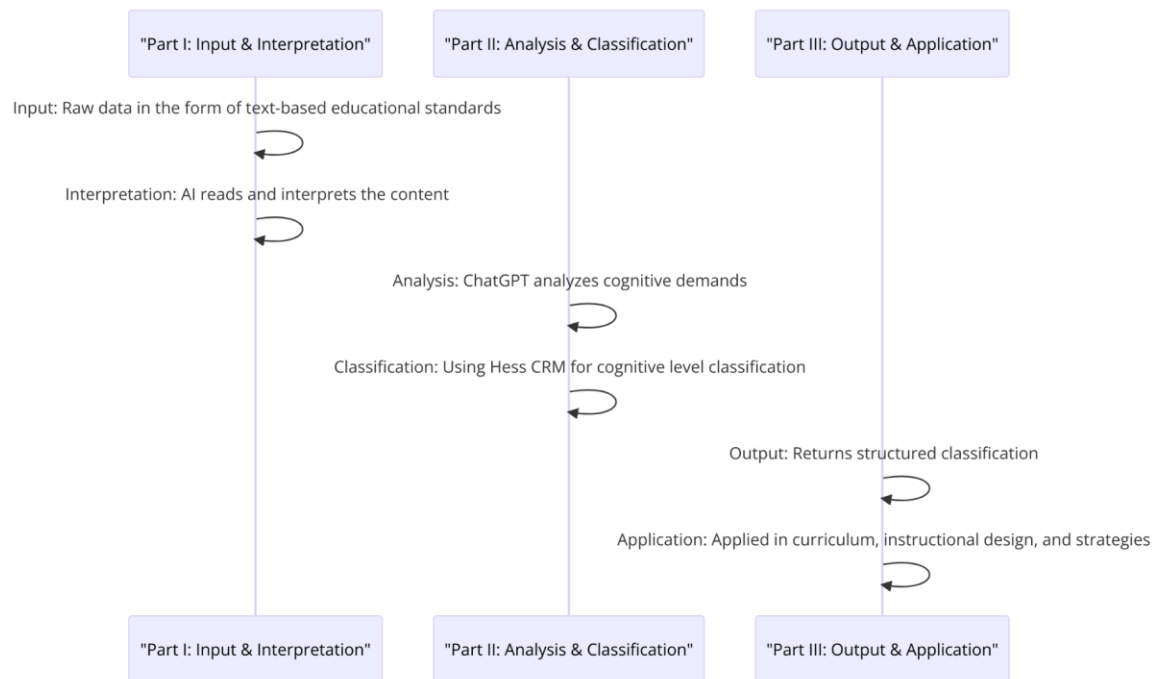 "Part I: Input & Interpretation"
"Part II: Analysis & Classification"
"Part III: Output & Application"
Input: Raw data in the form of text-based educational standards
Interpretation: AI reads and interprets the content
Analysis: ChatGPT analyzes cognitive demands
Classification: Using Hess CRM for cognitive level classification
Output: Returns structured classification
Application: Applied in curriculum, instructional design, and strategies
"Part I: Input & Interpretation"
"Part II: Analysis & Classification"
"Part III: Output & Application"